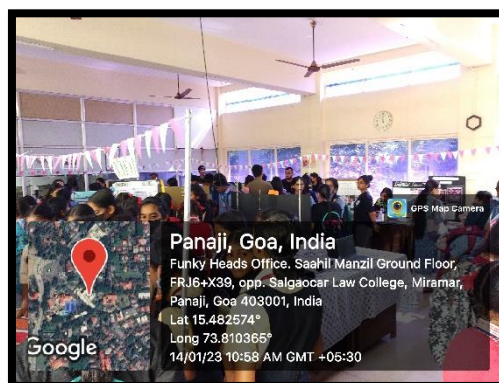 GPS Map Camera
Panaji, Goa, India
Funky Heads Office. Saahil Manzil Ground Floor,
FRJ6+X39, opp. Salgaocar Law College, Miramar,
Panaji, Goa 403001, India
Lat 15.482574°
Long 73.810365°
14/01/23 10:58 AM GMT +05:30
Google